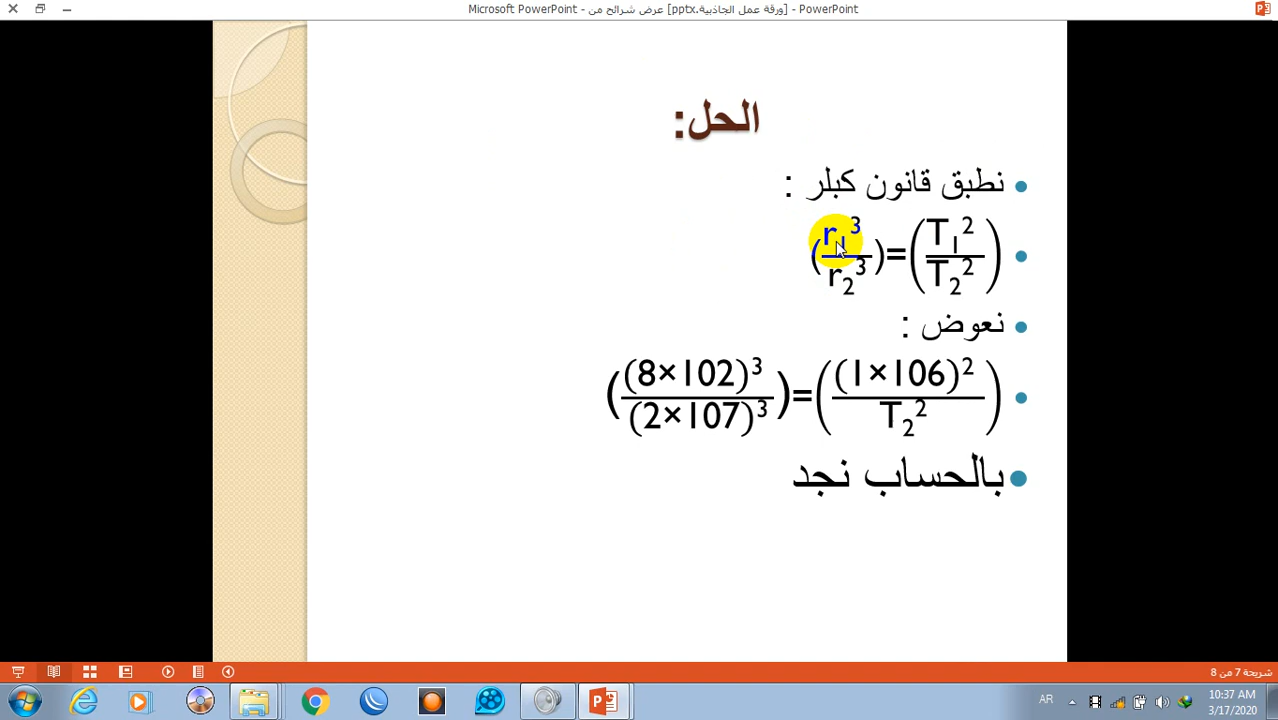 عرض شرائح من PowerPoint - [ورقة عمل الجاذبية.pptx] - Microsoft PowerPoint
الحل:
نطبق قانون كبلر :
(r₁³/r₂³)=(T₁²/T₂²)
نعوض :
((8×102)³/(2×107)³)=((1×106)²/T₂²)
بالحساب نجد
شريحة 7 من 8
AR
10:37 AM
3/17/2020